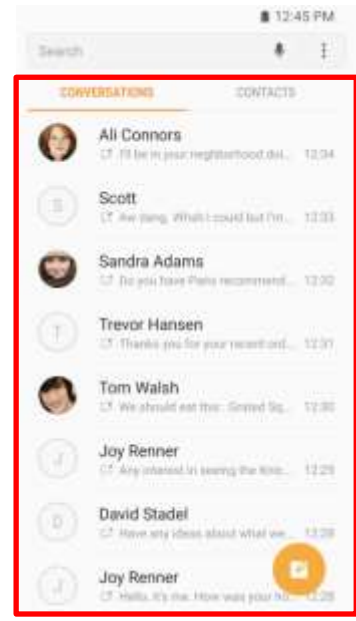 12:45 PM
Search
CONVERSATIONS CONTACTS
Ali Connors
I'll be in your neighborhood doi... 12:34
S Scott
Aw dang. Wish I could but I'm... 12:33
Sandra Adams
Do you have Paris recommend... 12:32
T Trevor Hansen
Thanks you for your recent ord... 12:31
Tom Walsh
We should eat this: Grated Sq... 12:30
J Joy Renner
Any interest in seeing the 12:29
D David Stadel
Have any ideas about what we... 12:28
J Joy Renner
Hello, it's me. How was your ho... 12:28